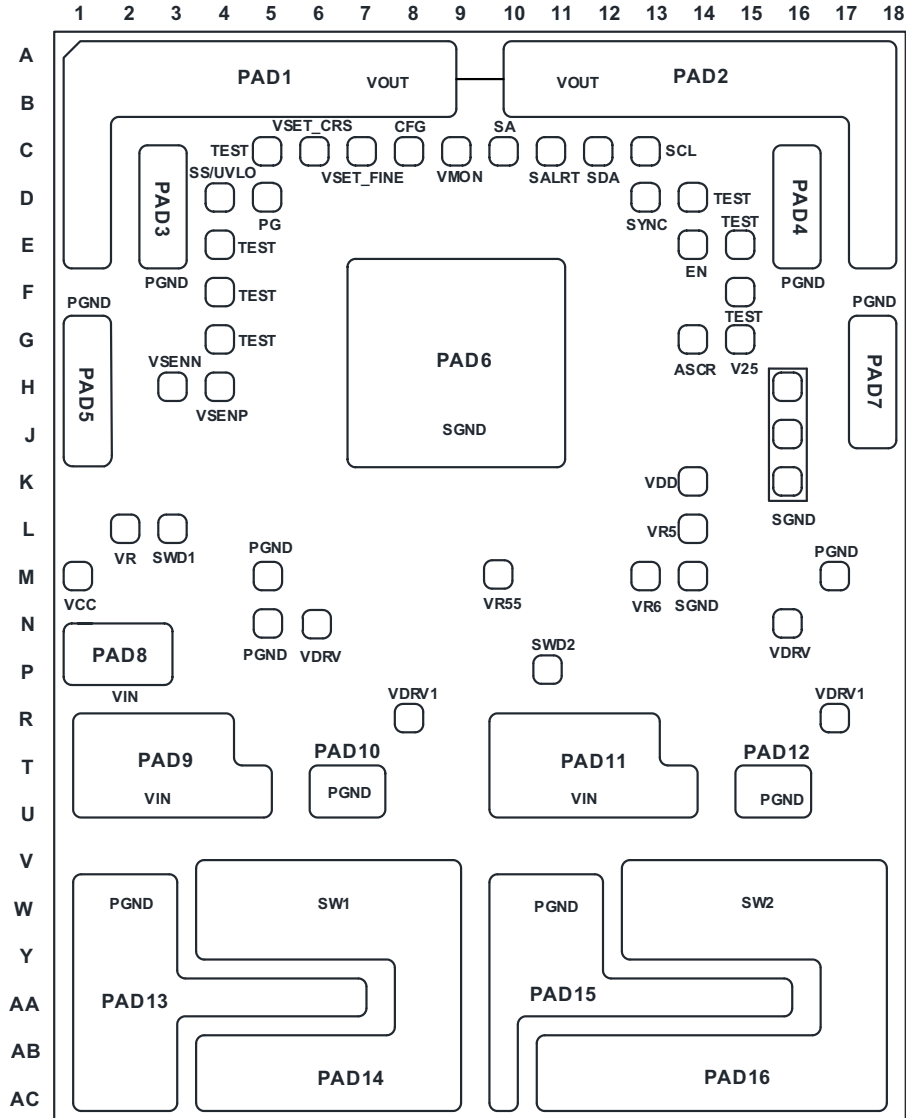 1 2 3 4 5 6 7 8 9 10 11 12 13 14 15 16 17 18
A
PAD1 VOUT VOUT PAD2
B
VSET_CRS CFG SA
C
TEST SCL
VSET_FINE VMON SALRT SDA
SS/UVLO
D
PAD3 TEST PAD4
PG SYNC TEST
E
TEST
EN
PGND PGND
F
TEST
PGND PGND
TEST
G
TEST
VSENN ASCR V25
PAD6
H
PAD5 PAD7
VSENP
J
SGND
K
VDD
SGND
L
VR5
VR SWD1 PGND PGND
M
VCC VR55 VR6 SGND
N
PGND VDRV VDRV
SWD2
PAD8
P
VIN VDRV1 VDRV1
R
PAD10 PAD12
PAD9 PAD11
T
PGND
VIN VIN PGND
U
V
PGND SW1 PGND SW2
W
Y
PAD13 PAD15
AA
AB
PAD14 PAD16
AC